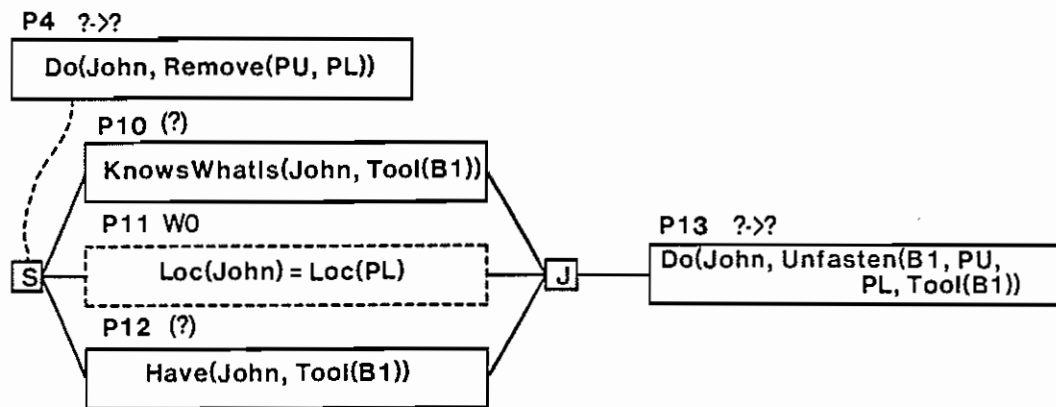 P4 ?->?
Do(John, Remove(PU, PL))
P10 (?)
KnowsWhatIs(John, Tool(B1))
P11 W0
Loc(John) = Loc(PL)
P12 (?)
Have(John, Tool(B1))
S
J
P13 ?->?
Do(John, Unfasten(B1, PU,
PL, Tool(B1))